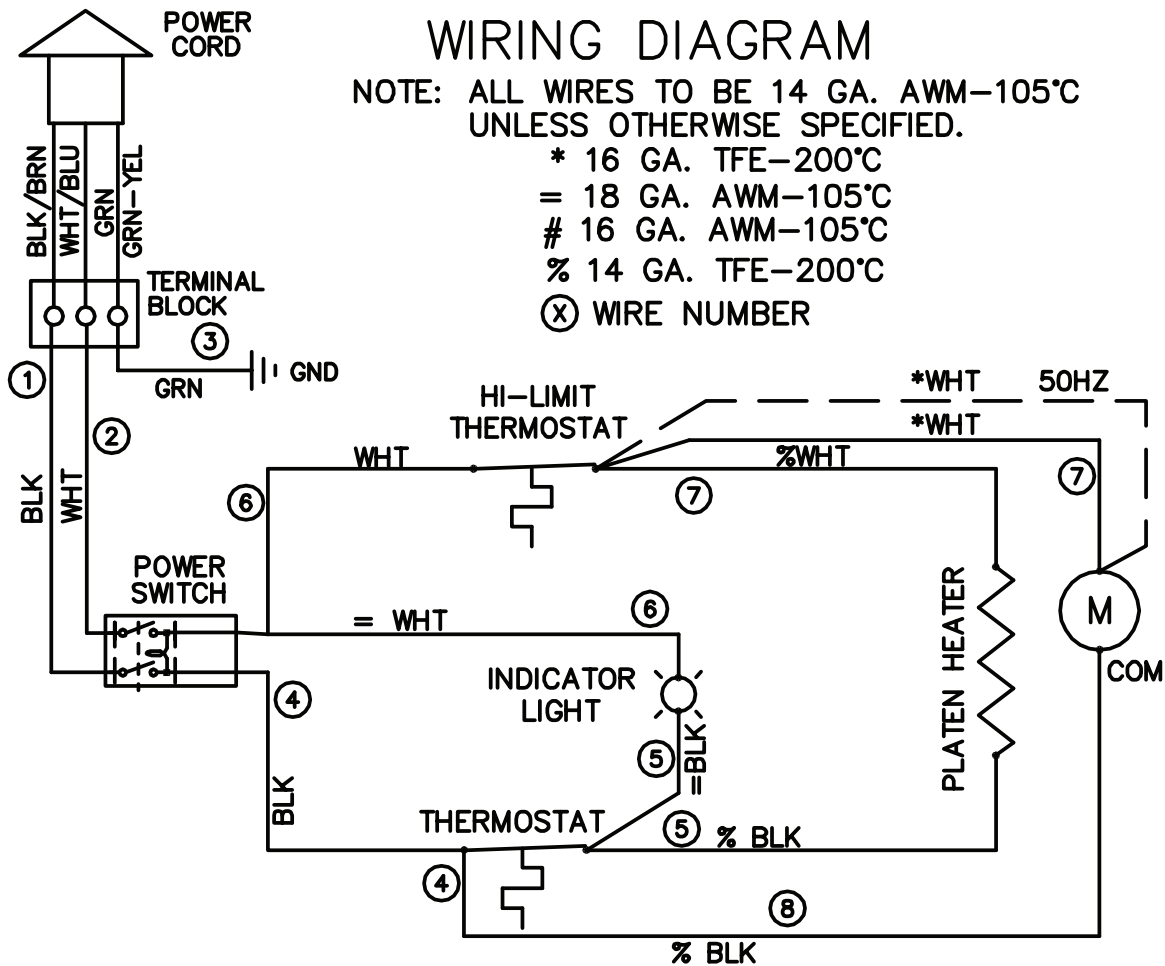 POWER
CORD
WIRING DIAGRAM
NOTE: ALL WIRES TO BE 14 GA. AWM-105°C
UNLESS OTHERWISE SPECIFIED.
* 16 GA. TFE-200°C
= 18 GA. AWM-105°C
# 16 GA. AWM-105°C
% 14 GA. TFE-200°C
X WIRE NUMBER
BLK/BRN
WHT/BLU
GRN
GRN-YEL
TERMINAL
BLOCK
3
1
GRN
GND
2
BLK
WHT
HI-LIMIT
THERMOSTAT
*WHT 50HZ
*WHT
WHT
%WHT
6
7
7
POWER
SWITCH
= WHT
6
PLATEN HEATER
M
COM
INDICATOR
LIGHT
4
5
=BLK
BLK
THERMOSTAT
5
% BLK
4
8
% BLK